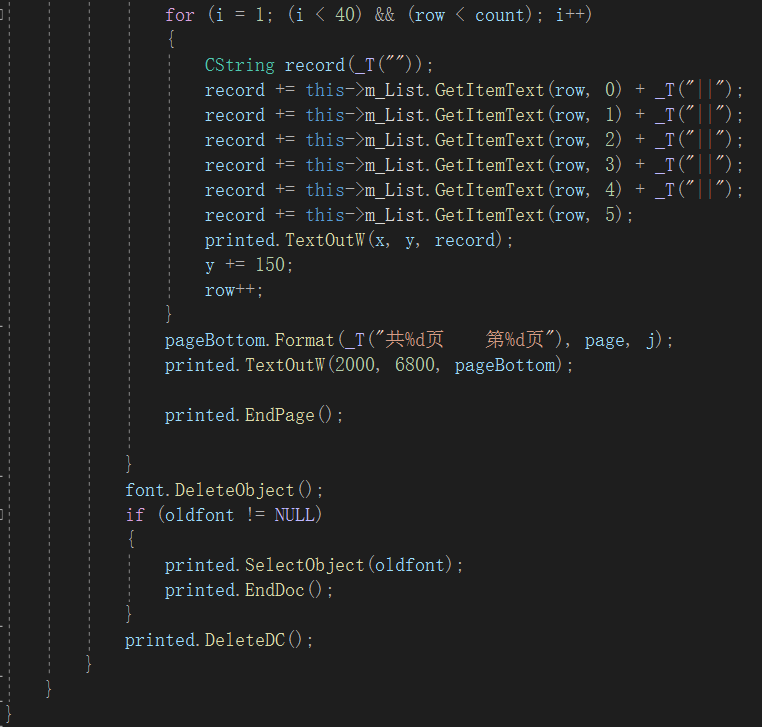 for (i = 1; (i < 40) && (row < count); i++)
{
CString record(_T(""));
record += this->m_List.GetItemText(row, 0) + _T("||");
record += this->m_List.GetItemText(row, 1) + _T("||");
record += this->m_List.GetItemText(row, 2) + _T("||");
record += this->m_List.GetItemText(row, 3) + _T("||");
record += this->m_List.GetItemText(row, 4) + _T("||");
record += this->m_List.GetItemText(row, 5);
printed.TextOutW(x, y, record);
y += 150;
row++;
}
pageBottom.Format(_T("共%d页    第%d页"), page, j);
printed.TextOutW(2000, 6800, pageBottom);
printed.EndPage();
}
font.DeleteObject();
if (oldfont != NULL)
{
printed.SelectObject(oldfont);
printed.EndDoc();
}
printed.DeleteDC();
}
}
}